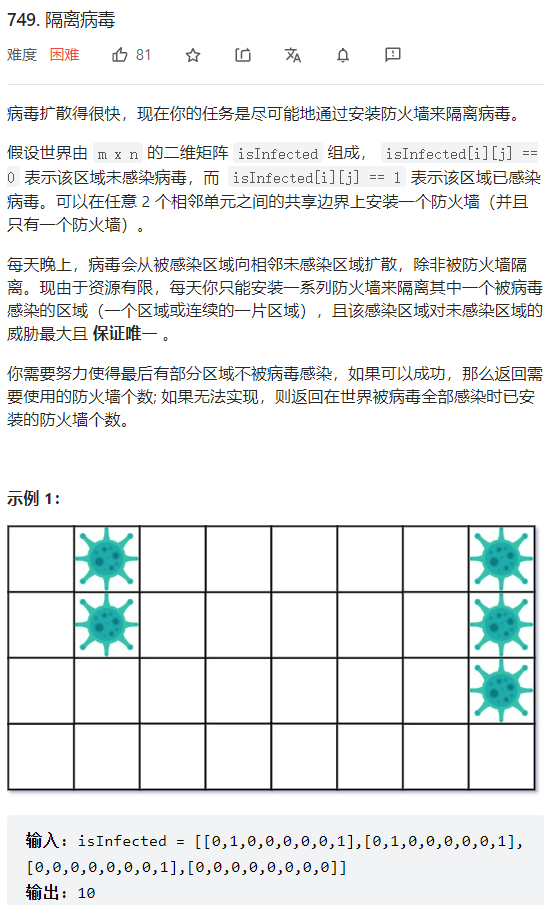 749. 隔离病毒
难度 困难 81
病毒扩散得很快，现在你的任务是尽可能地通过安装防火墙来隔离病毒。
假设世界由 m x n 的二维矩阵 isInfected 组成， isInfected[i][j] ==
0 表示该区域未感染病毒，而 isInfected[i][j] == 1 表示该区域已感染
病毒。可以在任意 2 个相邻单元之间的共享边界上安装一个防火墙（并且
只有一个防火墙）。
每天晚上，病毒会从被感染区域向相邻未感染区域扩散，除非被防火墙隔
离。现由于资源有限，每天你只能安装一系列防火墙来隔离其中一个被病毒
感染的区域（一个区域或连续的一片区域），且该感染区域对未感染区域的
威胁最大且 保证唯一 。
你需要努力使得最后有部分区域不被病毒感染，如果可以成功，那么返回需
要使用的防火墙个数; 如果无法实现，则返回在世界被病毒全部感染时已安
装的防火墙个数。
示例 1：
输入: isInfected = [[0,1,0,0,0,0,0,1],[0,1,0,0,0,0,0,1],
[0,0,0,0,0,0,0,1],[0,0,0,0,0,0,0,0]]
输出: 10